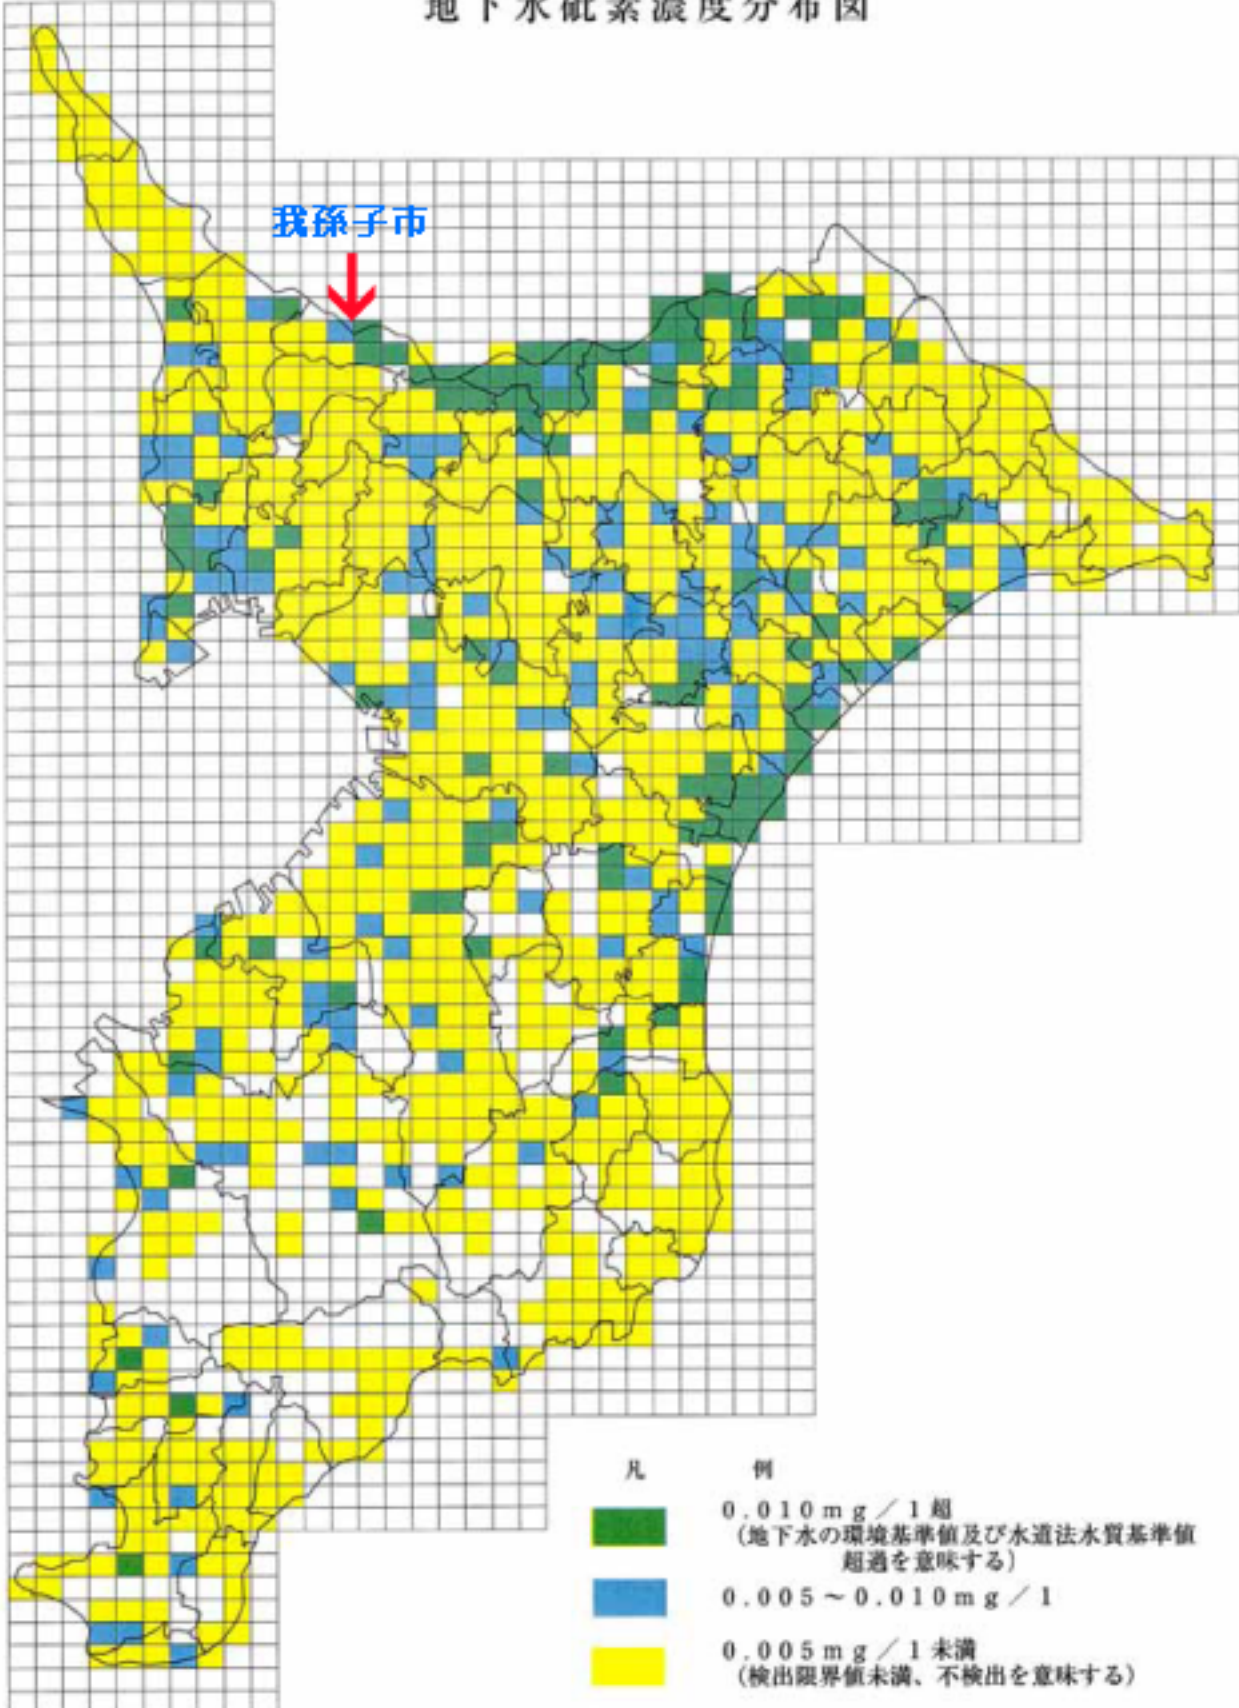 地下水砒素濃度分布図
我孫子市
凡 例
0.010mg/l超
(地下水の環境基準値及び水道法水質基準値
超過を意味する)
0.005~0.010mg/l
0.005mg/l未満
(検出限界値未満、不検出を意味する)